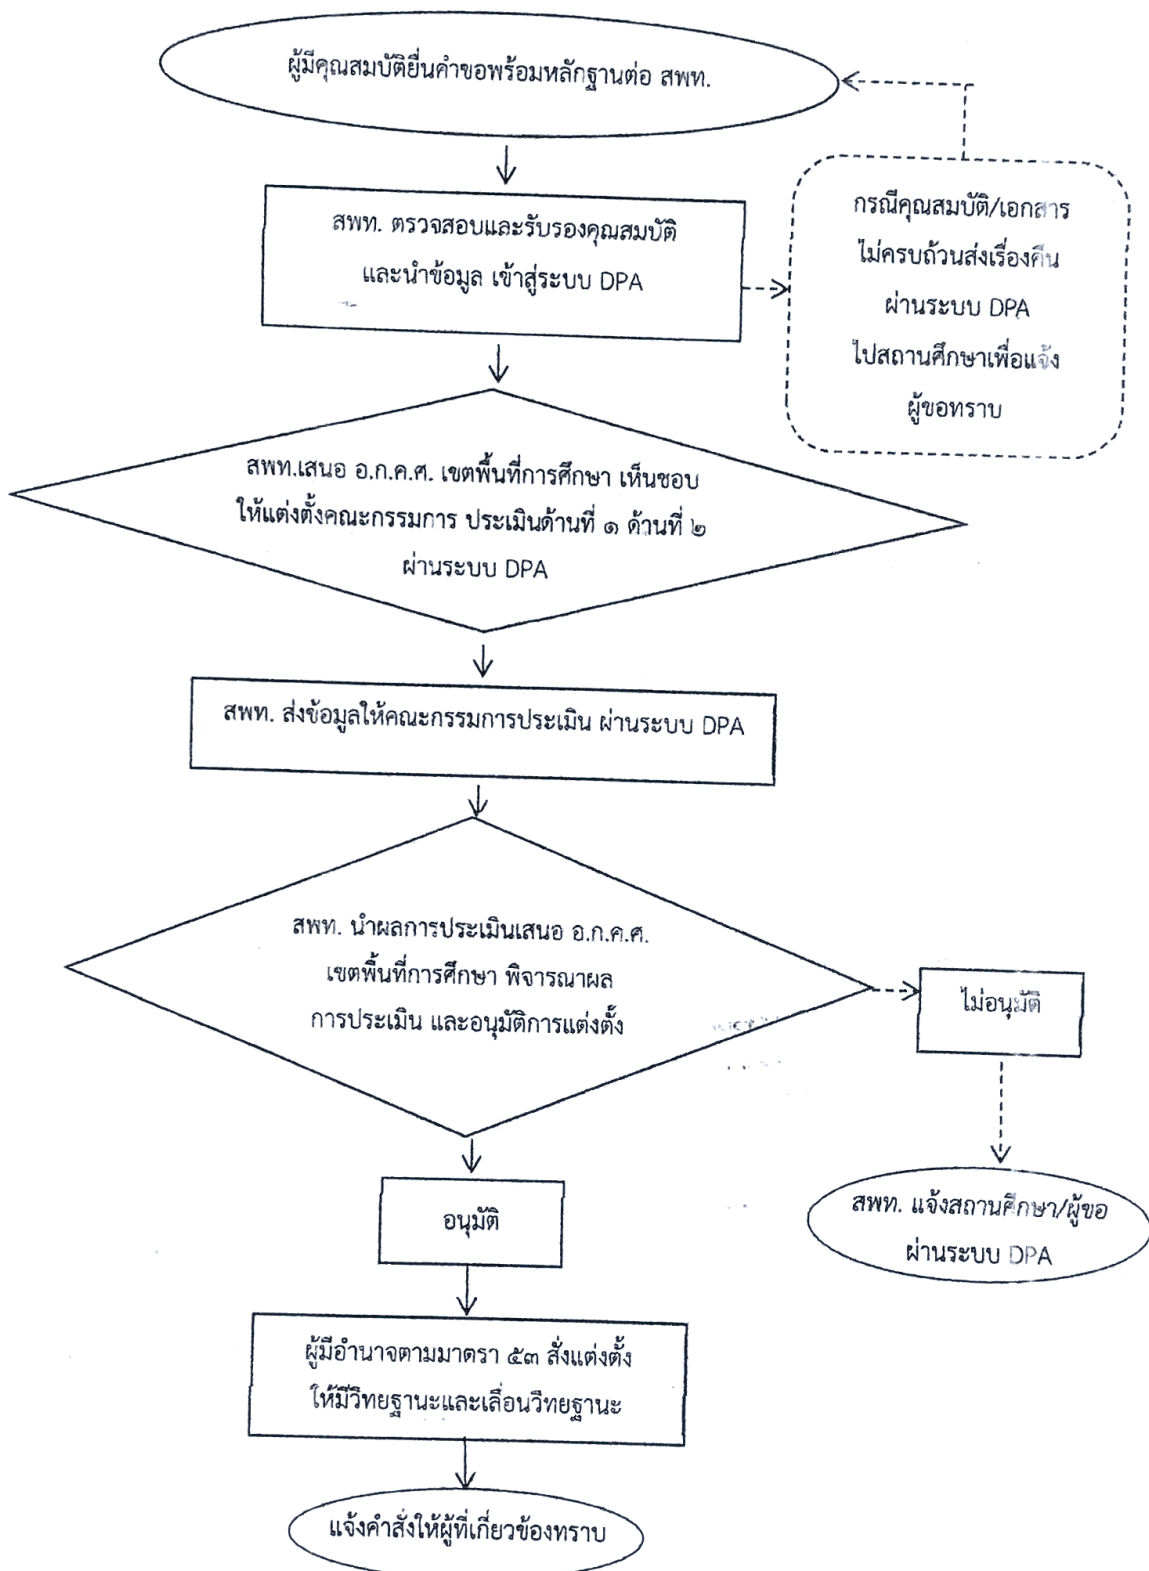 ผู้มีคุณสมบัติยื่นคำขอพร้อมหลักฐานต่อ สพท.
สพท. ตรวจสอบและรับรองคุณสมบัติ
และนำข้อมูล เข้าสู่ระบบ DPA
กรณีคุณสมบัติ/เอกสาร
ไม่ครบถ้วนส่งเรื่องคืน
ผ่านระบบ DPA
ไปสถานศึกษาเพื่อแจ้ง
ผู้ขอทราบ
สพท.เสนอ อ.ก.ค.ศ. เขตพื้นที่การศึกษา เห็นชอบ
ให้แต่งตั้งคณะกรรมการ ประเมินด้านที่ ๑ ด้านที่ ๒
ผ่านระบบ DPA
สพท. ส่งข้อมูลให้คณะกรรมการประเมิน ผ่านระบบ DPA
สพท. นำผลการประเมินเสนอ อ.ก.ค.ศ.
เขตพื้นที่การศึกษา พิจารณาผล
การประเมิน และอนุมัติการแต่งตั้ง
ไม่อนุมัติ
อนุมัติ
สพท. แจ้งสถานศึกษา/ผู้ขอ
ผ่านระบบ DPA
ผู้มีอำนาจตามมาตรา ๕๓ สั่งแต่งตั้ง
ให้มีวิทยฐานะและเลื่อนวิทยฐานะ
แจ้งคำสั่งให้ผู้ที่เกี่ยวข้องทราบ